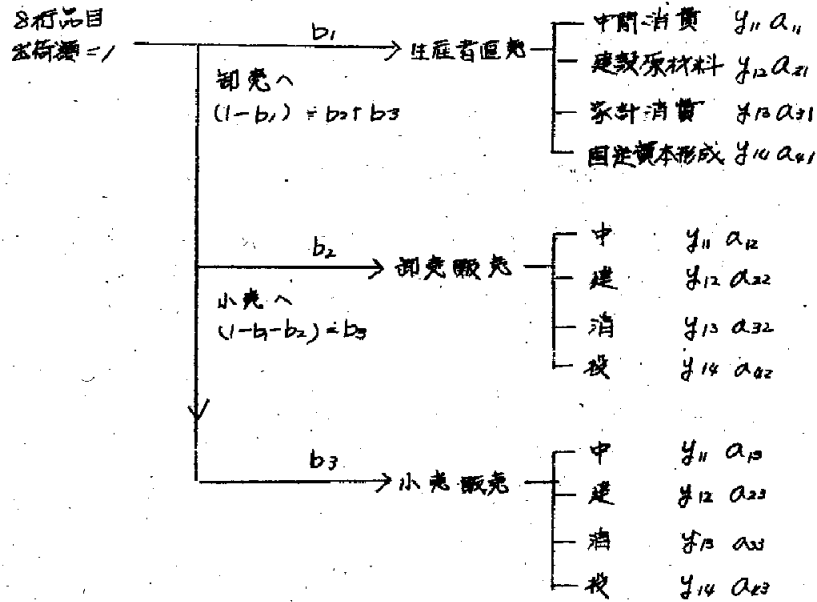 8桁品目
出荷額=1
b₁
生産者直売
中間消費 y₁₁ a₁₁
建設原材料 y₁₂ a₂₁
家計消費 y₁₃ a₃₁
固定資本形成 y₁₄ a₄₁
卸売へ
(1-b₁) = b₂+b₃
b₂
卸売販売
中 y₁₁ a₁₂
建 y₁₂ a₂₂
消 y₁₃ a₃₂
投 y₁₄ a₄₂
小売へ
(1-b₁-b₂) = b₃
b₃
小売販売
中 y₁₁ a₁₃
建 y₁₂ a₂₃
消 y₁₃ a₃₃
投 y₁₄ a₄₃